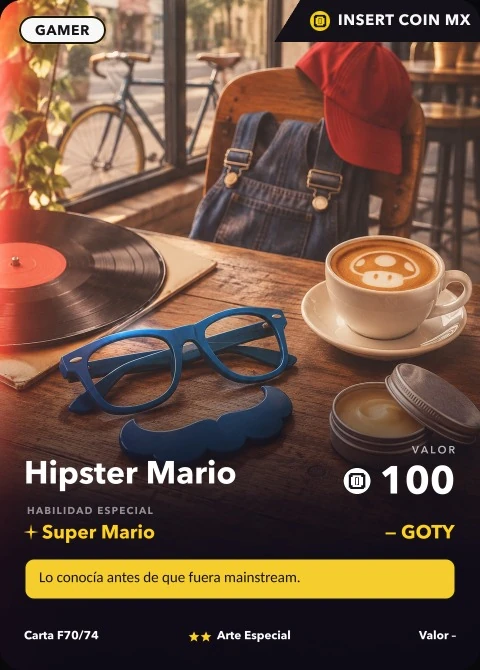 GAMER
INSERT COIN MX
VALOR
Hipster Mario
100
HABILIDAD ESPECIAL
Super Mario
– GOTY
Lo conocía antes de que fuera mainstream.
Carta F70/74
Arte Especial
Valor –